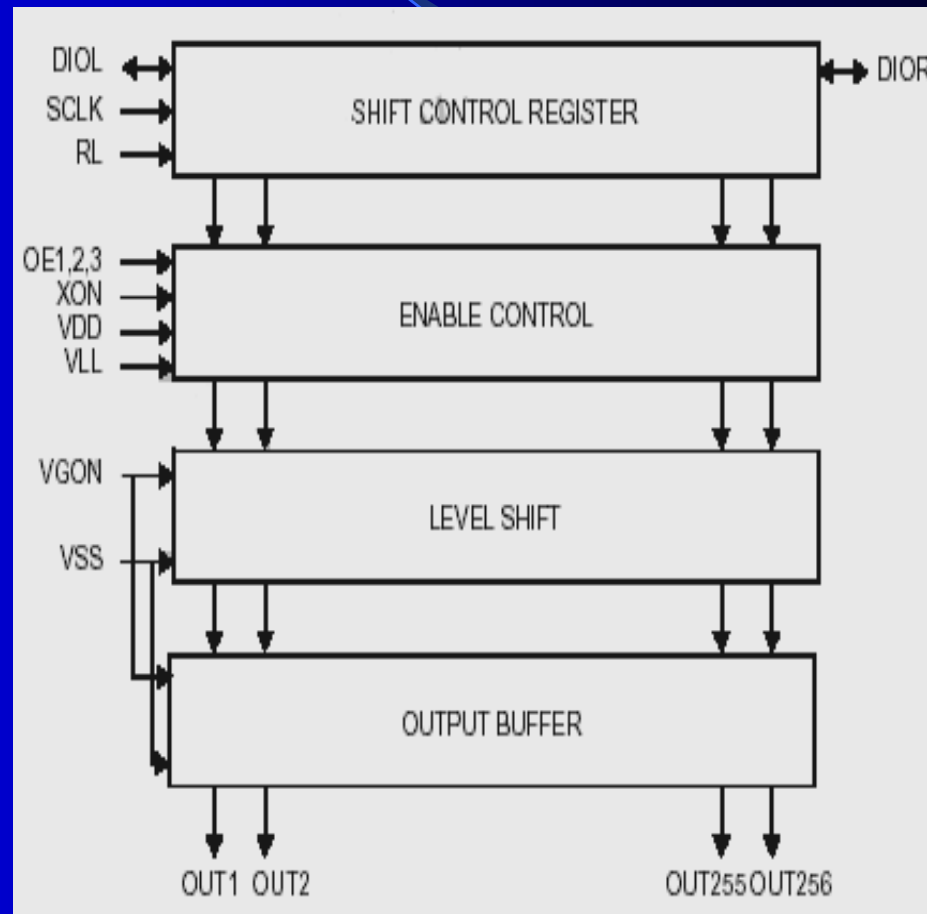 DIOL
DIOR
SCLK
SHIFT CONTROL REGISTER
RL
OE1,2,3
XON
ENABLE CONTROL
VDD
VLL
VGON
LEVEL SHIFT
VSS
OUTPUT BUFFER
OUT1 OUT2 OUT255 OUT256